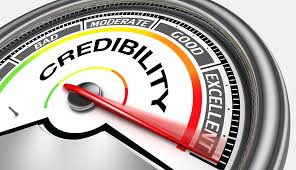 BAD
MODERATE
GOOD
EXCELLENT
CREDIBILITY